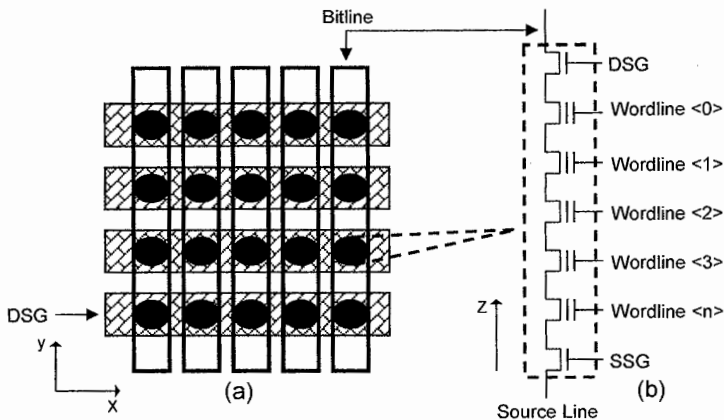 Bitline
DSG
Wordline <0>
Wordline <1>
Wordline <2>
Wordline <3>
Wordline <n>
SSG
Source Line
z
(b)
DSG
y
x
(a)